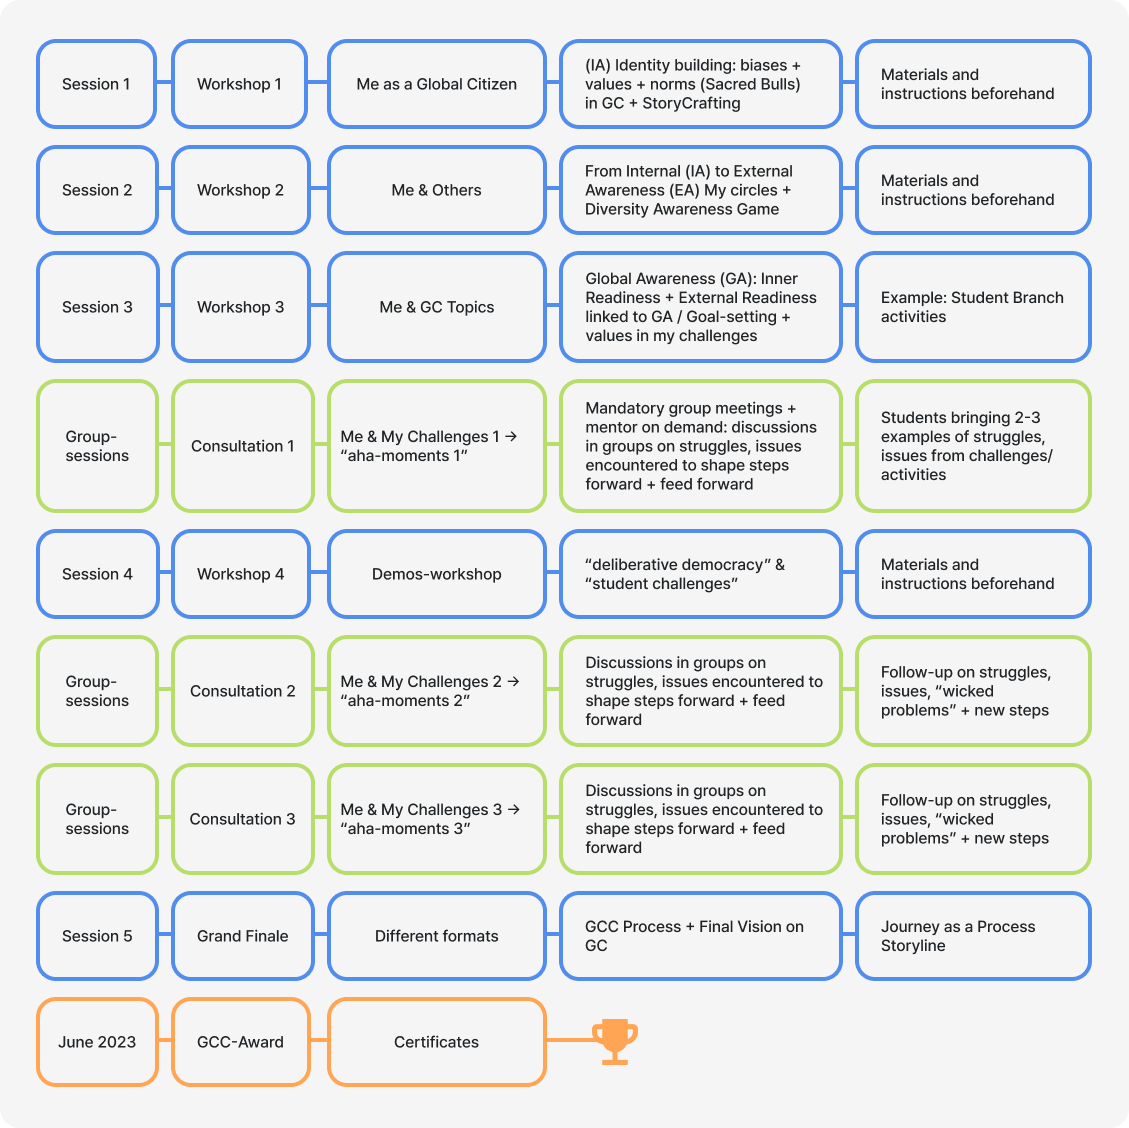 Session 1
Workshop 1
Me as a Global Citizen
(IA) Identity building: biases +
values + norms (Sacred Bulls)
in GC + StoryCrafting
Materials and
instructions beforehand
Session 2
Workshop 2
Me & Others
From Internal (IA) to External
Awareness (EA) My circles +
Diversity Awareness Game
Materials and
instructions beforehand
Session 3
Workshop 3
Me & GC Topics
Global Awareness (GA): Inner
Readiness + External Readiness
linked to GA / Goal-setting +
values in my challenges
Example: Student Branch
activities
Group-
sessions
Consultation 1
Me & My Challenges 1 →
“aha-moments 1”
Mandatory group meetings +
mentor on demand: discussions
in groups on struggles, issues
encountered to shape steps
forward + feed forward
Students bringing 2-3
examples of struggles,
issues from challenges/
activities
Session 4
Workshop 4
Demos-workshop
“deliberative democracy” &
“student challenges”
Materials and
instructions beforehand
Group-
sessions
Consultation 2
Me & My Challenges 2 →
“aha-moments 2”
Discussions in groups on
struggles, issues encountered to
shape steps forward + feed
forward
Follow-up on struggles,
issues, “wicked
problems” + new steps
Group-
sessions
Consultation 3
Me & My Challenges 3 →
“aha-moments 3”
Discussions in groups on
struggles, issues encountered to
shape steps forward + feed
forward
Follow-up on struggles,
issues, “wicked
problems” + new steps
Session 5
Grand Finale
Different formats
GCC Process + Final Vision on
GC
Journey as a Process
Storyline
June 2023
GCC-Award
Certificates